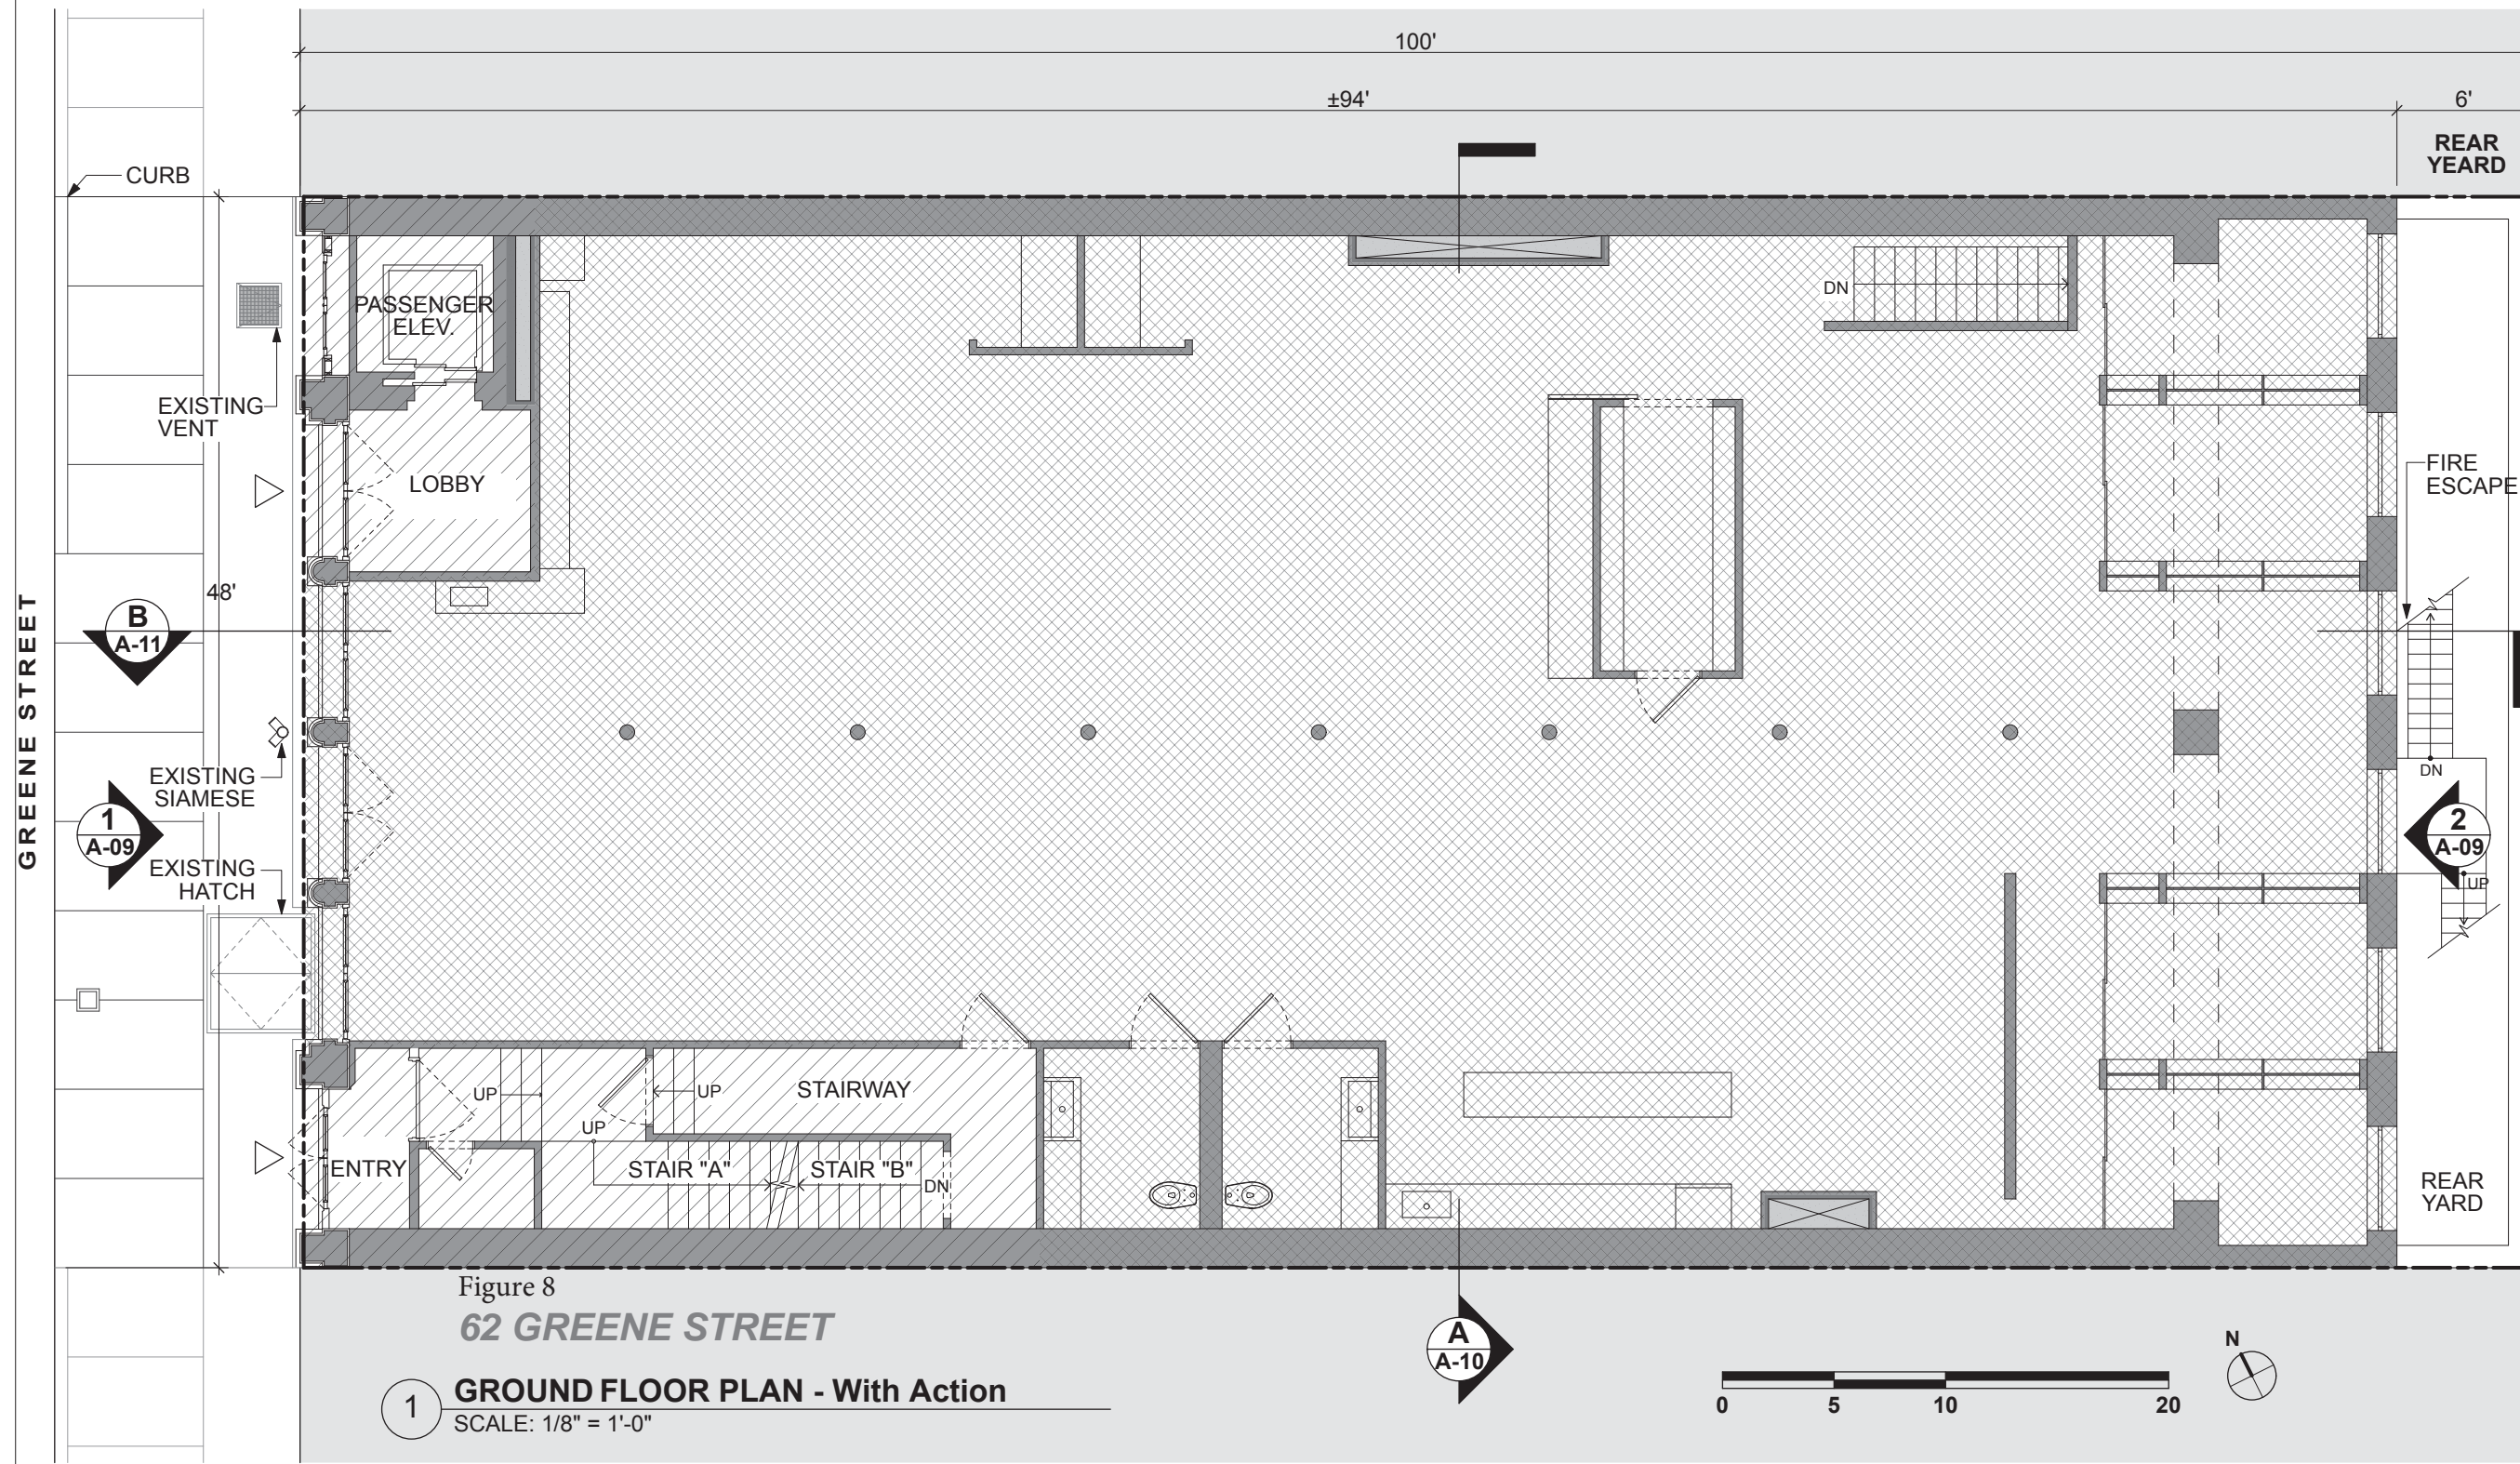 100'
±94'
6'
REAR
YEARD
CURB
PASSENGER
ELEV.
DN
EXISTING
VENT
LOBBY
FIRE
ESCAPE
48'
GREENE STREET
B
A-11
EXISTING
SIAMESE
DN
1
A-09
2
A-09
EXISTING
HATCH
UP
UP
UP
STAIRWAY
UP
ENTRY
STAIR "A"
STAIR "B"
DN
REAR
YARD
Figure 8
62 GREENE STREET
A
A-10
N
1
GROUND FLOOR PLAN - With Action
SCALE: 1/8" = 1'-0"
0
5
10
20